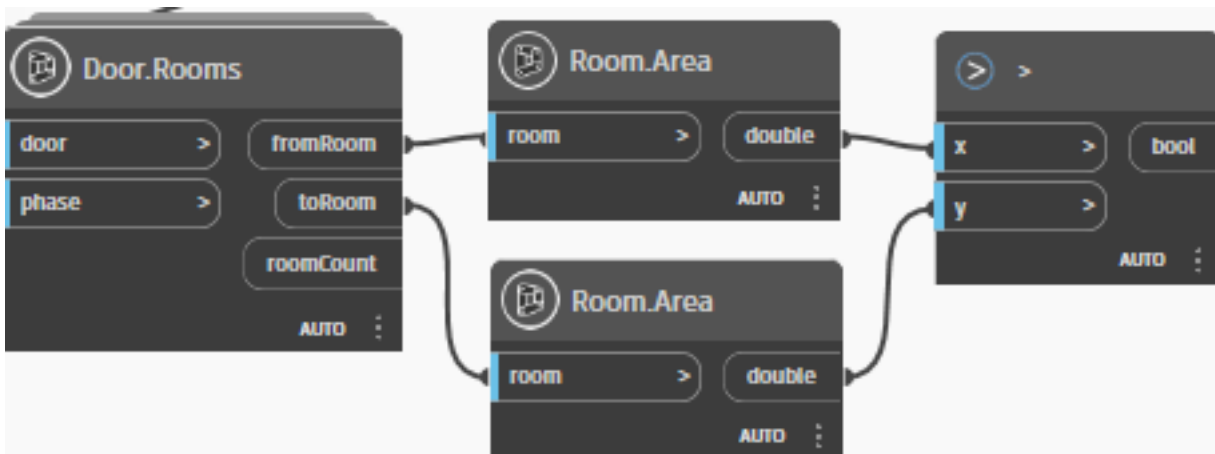 Door.Rooms
door > fromRoom
phase > toRoom
roomCount
AUTO
Room.Area
room > double
AUTO
Room.Area
room > double
AUTO
> >
x > bool
y >
AUTO